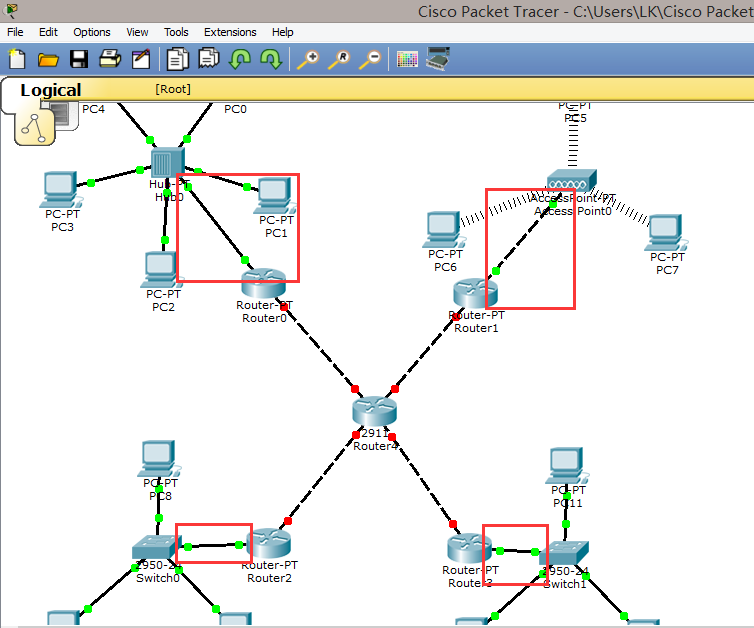 Cisco Packet Tracer - C:\Users\LK\Cisco Packet
File Edit Options View Tools Extensions Help
Logical
[Root]
PC4
PC0
PC-PT
PC5
Hub-PT
Hub0
PC-PT
PC3
PC-PT
PC1
PC-PT
PC2
Router-PT
Router0
AccessPoint-PT
Access Point0
PC-PT
PC6
PC-PT
PC7
Router-PT
Router1
2911
Router4
PC-PT
PC8
2950-24
Switch0
Router-PT
Router2
PC-PT
PC11
Router-PT
Router3
2950-24
Switch1